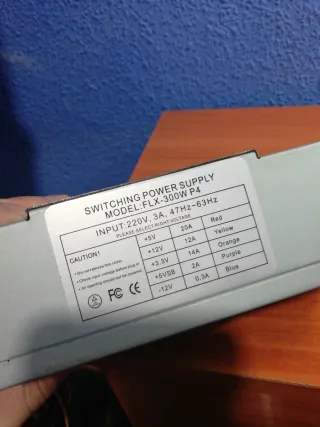 SWITCHING POWER SUPPLY
MODEL:FLX-300W P4
INPUT:220V, 3A, 47Hz~63Hz
PLEASE SELECT RIGHT VOLTAGE
CAUTION!
+5V 20A Red
+12V 12A Yellow
+3.3V 14A Orange
+5VSB 2A Purple
-12V 0.3A Blue
FC CE